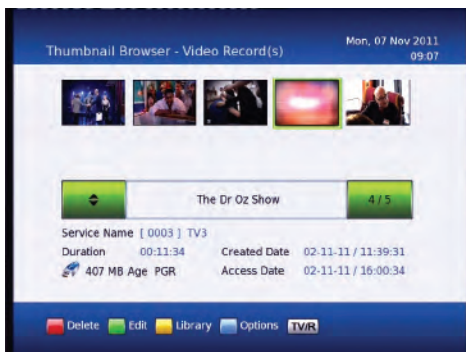 Thumbnail Browser - Video Record(s)
Mon, 07 Nov 2011
09:07
The Dr Oz Show
4 / 5
Service Name [ 0003 ] TV3
Duration 00:11:34 Created Date 02-11-11 / 11:39:31
407 MB Age PGR Access Date 02-11-11 / 16:00:34
Delete Edit Library Options TV/R